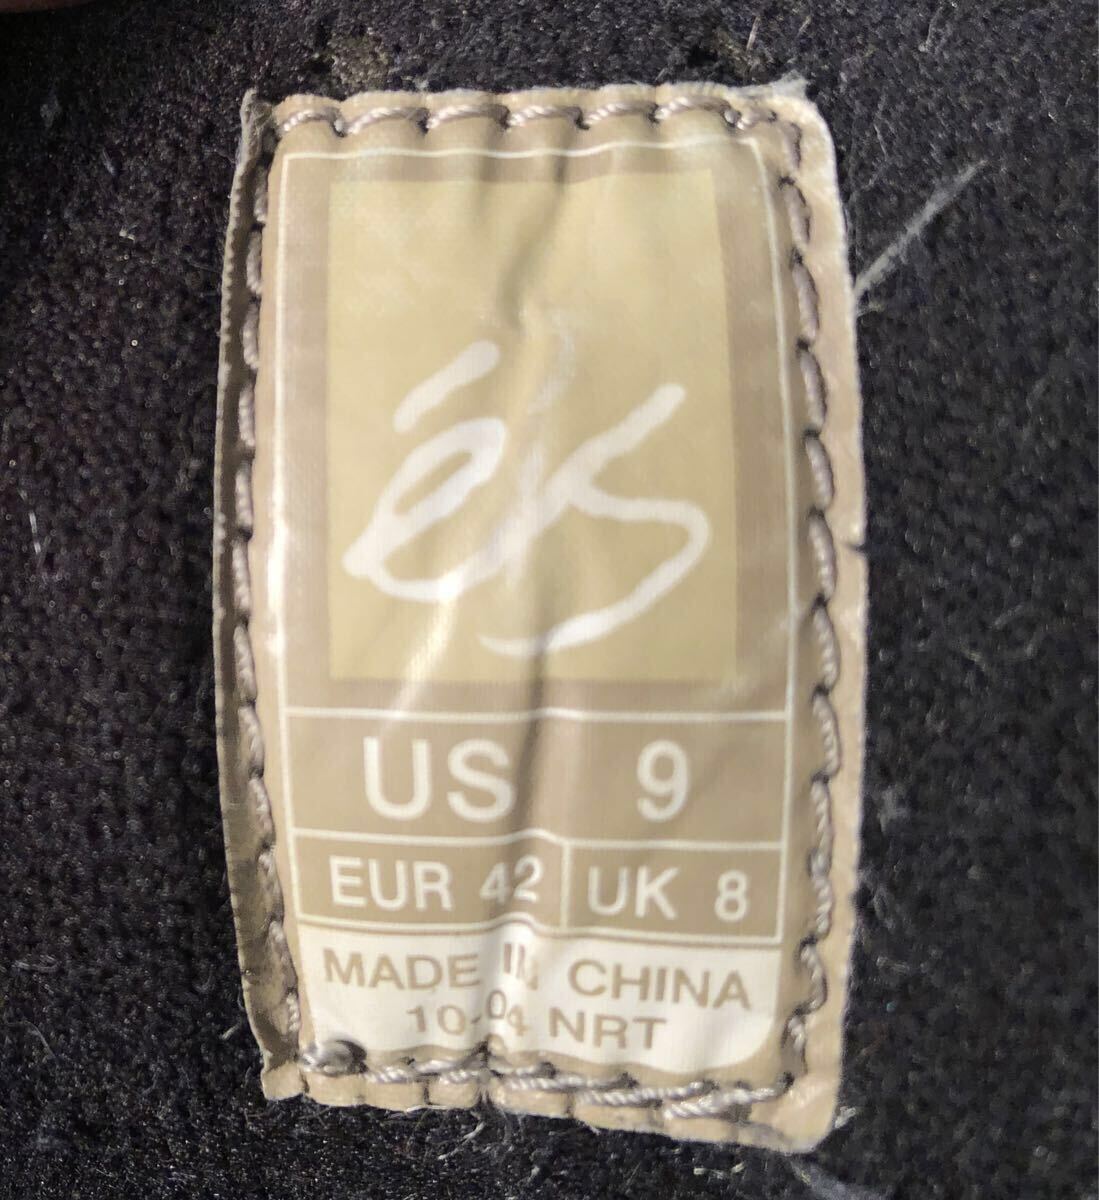 éS
US 9
EUR 42 UK 8
MADE IN CHINA
10-04 NRT